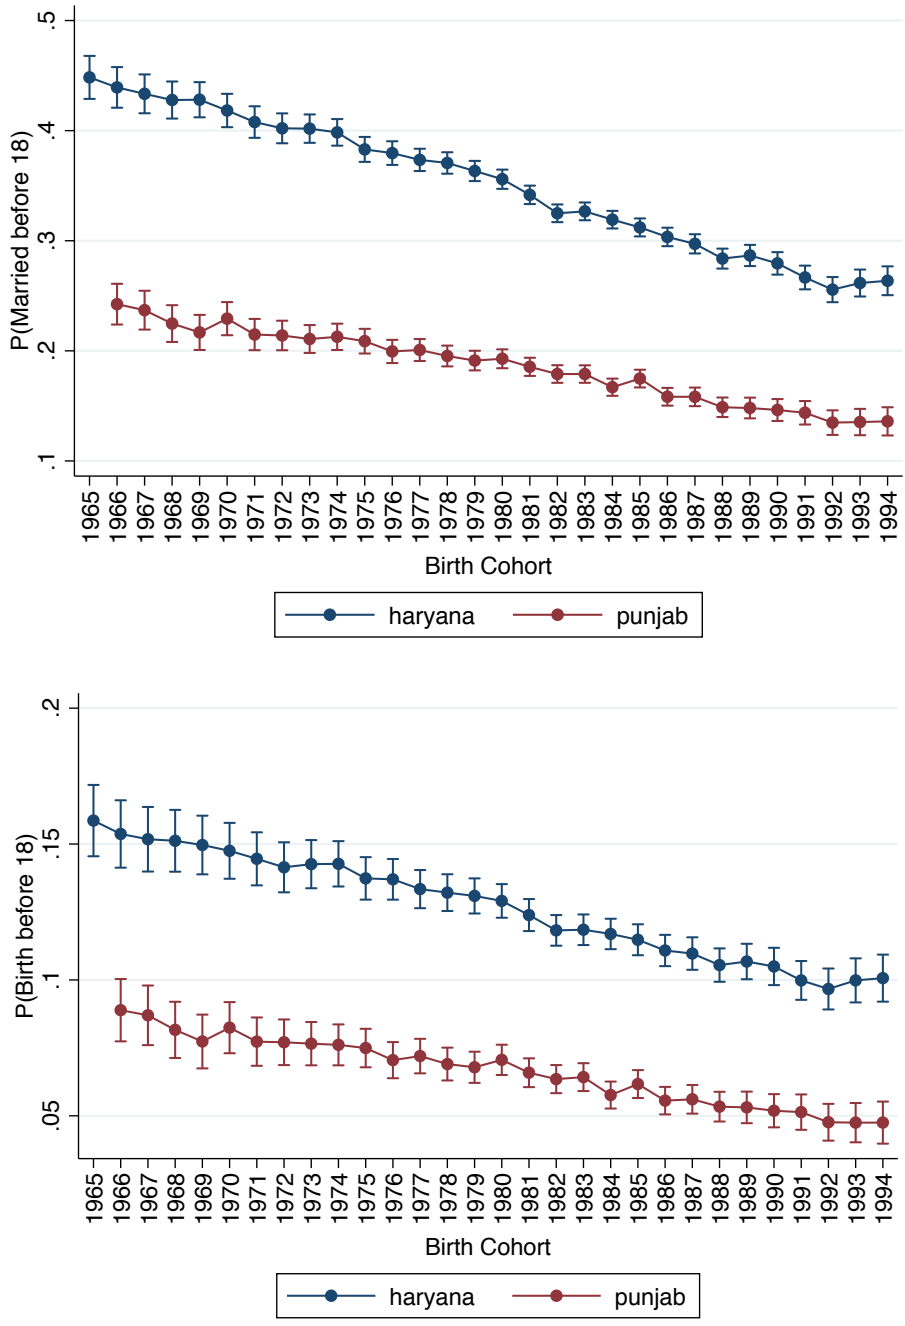 P(Married before 18)
.5
.4
.3
.2
.1
1965 1966 1967 1968 1969 1970 1971 1972 1973 1974 1975 1976 1977 1978 1979 1980 1981 1982 1983 1984 1985 1986 1987 1988 1989 1990 1991 1992 1993 1994
Birth Cohort
haryana punjab
P(Birth before 18)
.2
.15
.1
.05
1965 1966 1967 1968 1969 1970 1971 1972 1973 1974 1975 1976 1977 1978 1979 1980 1981 1982 1983 1984 1985 1986 1987 1988 1989 1990 1991 1992 1993 1994
Birth Cohort
haryana punjab